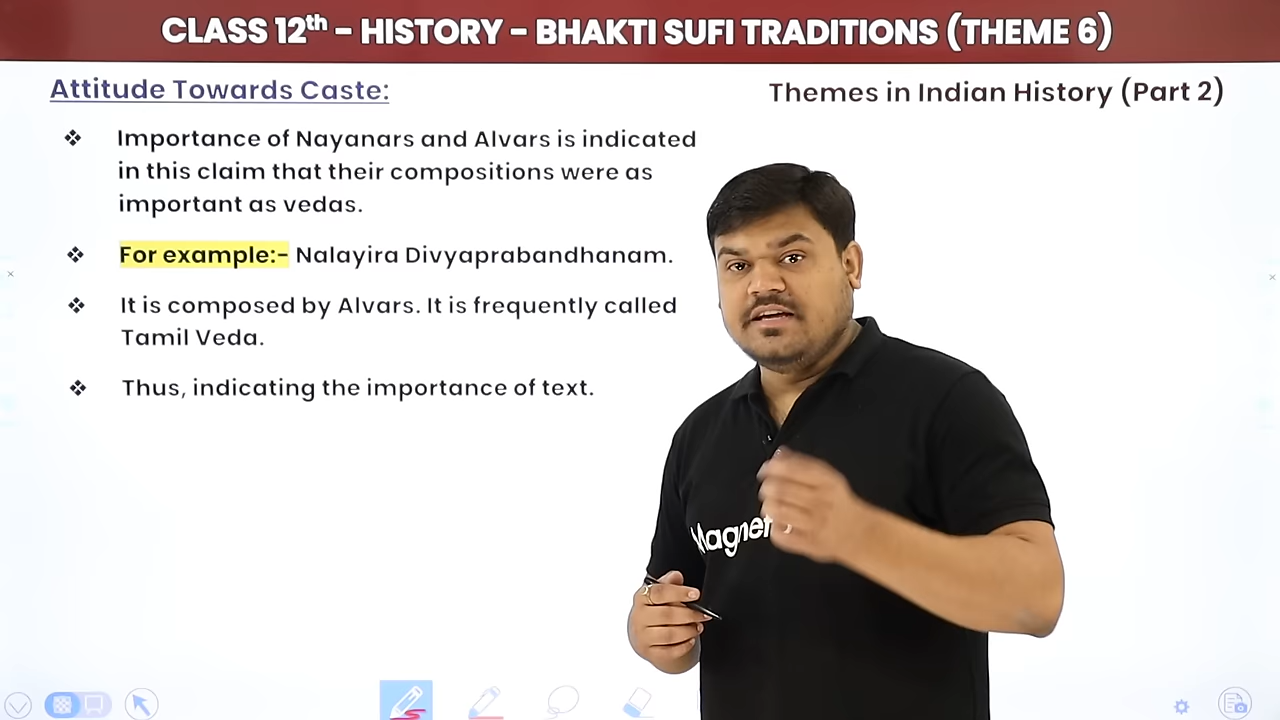 CLASS 12th - HISTORY - BHAKTI SUFI TRADITIONS (THEME 6)
Attitude Towards Caste:
Themes in Indian History (Part 2)
❖ Importance of Nayanars and Alvars is indicated
in this claim that their compositions were as
important as vedas.
❖ For example:- Nalayira Divyaprabandhanam.
❖ It is composed by Alvars. It is frequently called
Tamil Veda.
❖ Thus, indicating the importance of text.